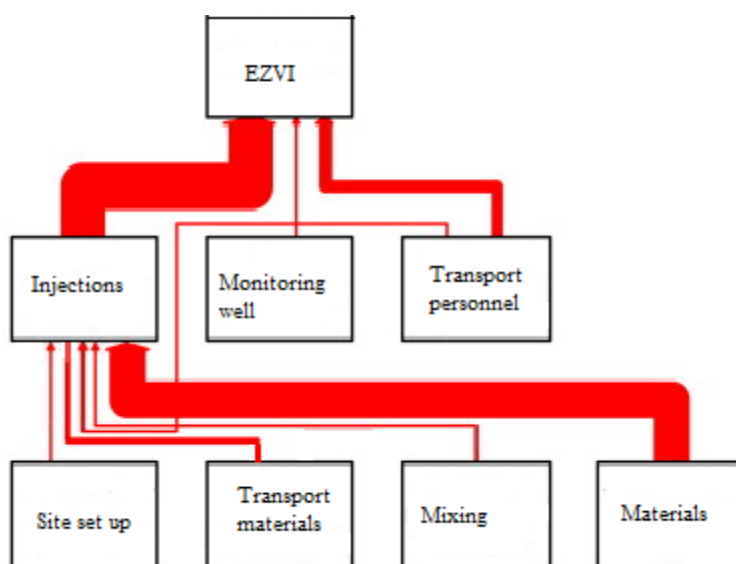 EZVI
Injections
Monitoring
well
Transport
personnel
Site set up
Transport
materials
Mixing
Materials